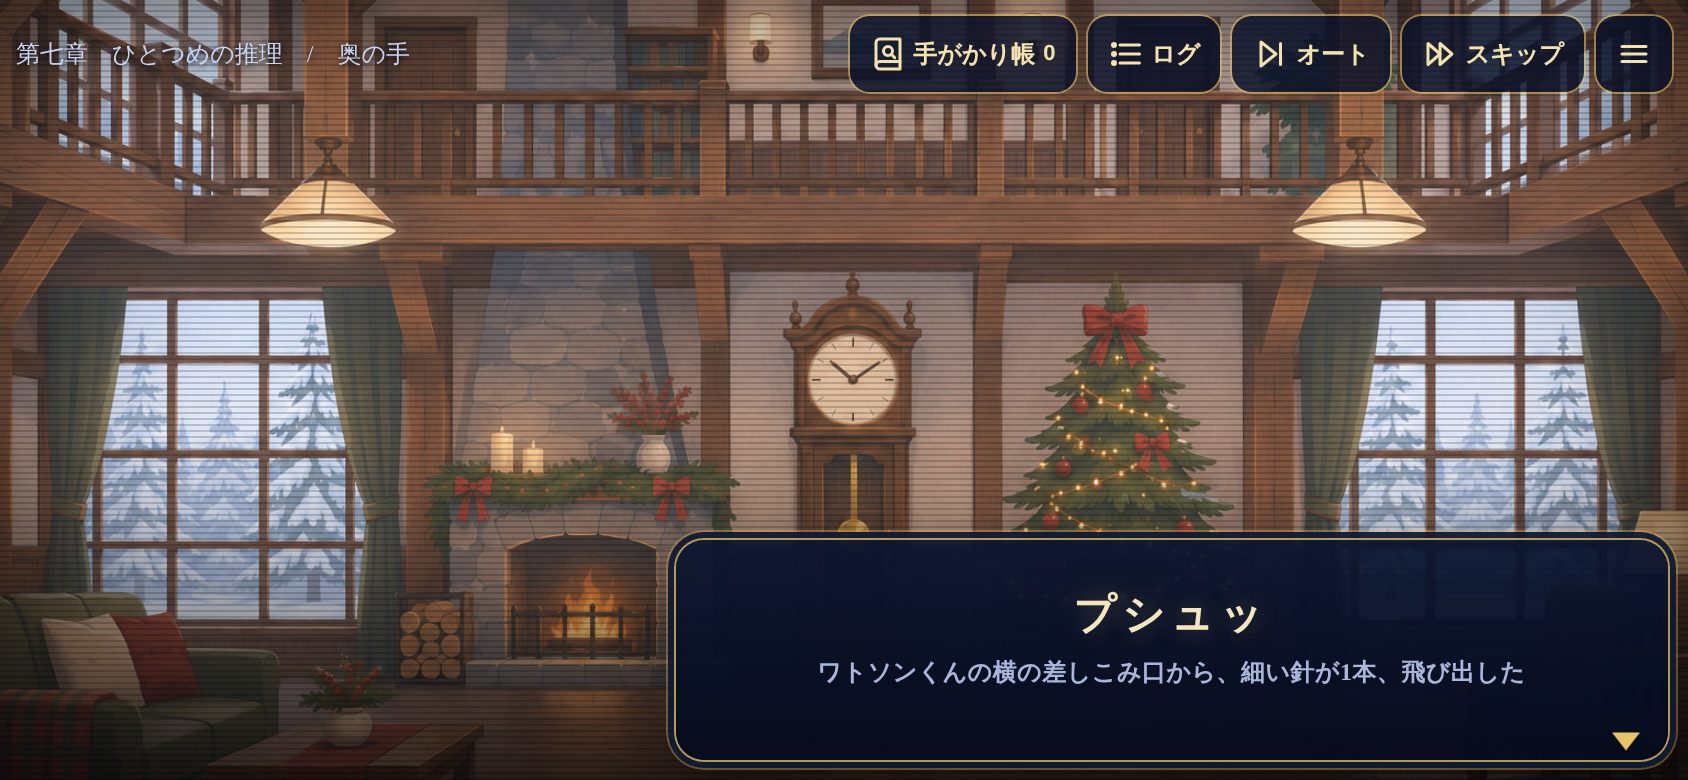 第七章 ひとつめの推理 / 奥の手
手がかり帳 0
ログ
オート
スキップ
プシュッ
ワトソンくんの横の差しこみ口から、細い針が1本、飛び出した